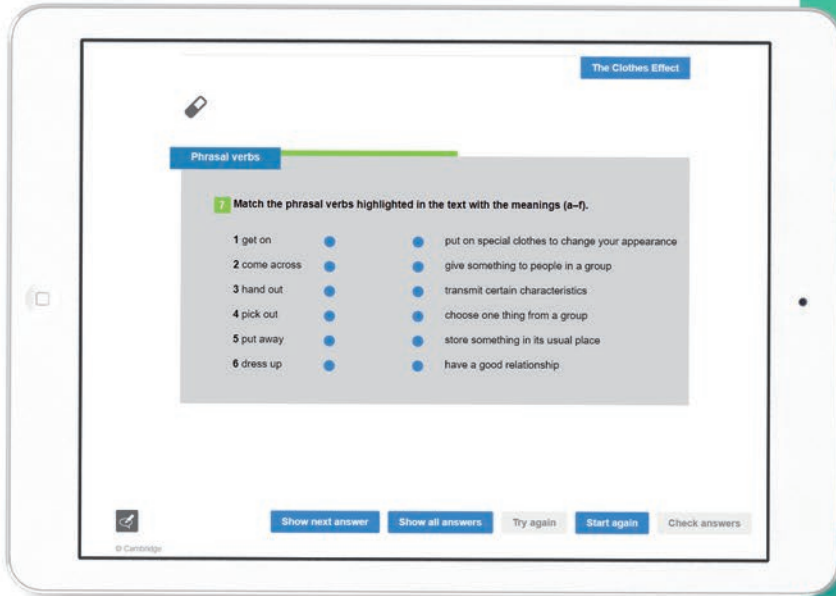 The Clothes Effect
Phrasal verbs
7 Match the phrasal verbs highlighted in the text with the meanings (a–f).
1 get on put on special clothes to change your appearance
2 come across give something to people in a group
3 hand out transmit certain characteristics
4 pick out choose one thing from a group
5 put away store something in its usual place
6 dress up have a good relationship
Show next answer Show all answers Try again Start again Check answers
© Cambridge